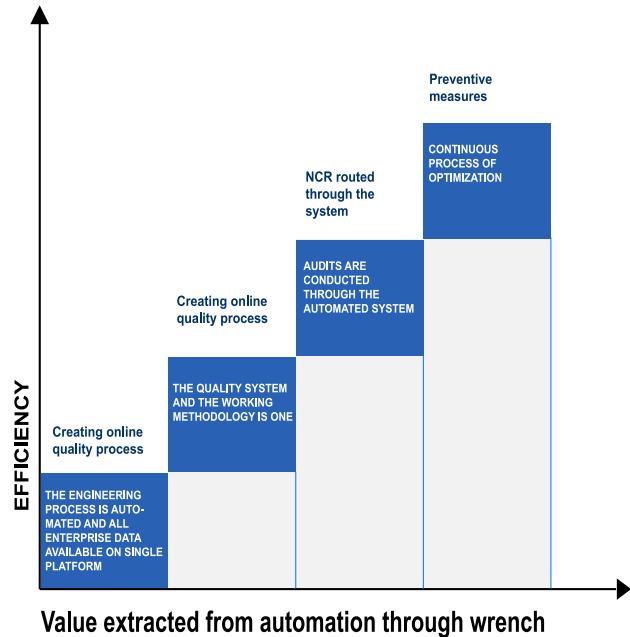 Preventive
measures
CONTINUOUS
PROCESS OF
OPTIMIZATION
NCR routed
through the
system
AUDITS ARE
CONDUCTED
THROUGH THE
AUTOMATED SYSTEM
Creating online
quality process
THE QUALITY SYSTEM
AND THE WORKING
METHODOLOGY IS ONE
Creating online
quality process
THE ENGINEERING
PROCESS IS AUTO-
MATED AND ALL
ENTERPRISE DATA
AVAILABLE ON SINGLE
PLATFORM
EFFICIENCY
Value extracted from automation through wrench